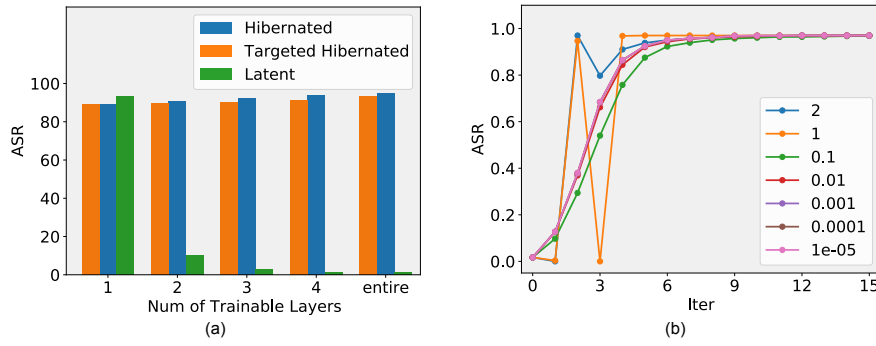 Hibernated
Targeted Hibernated
Latent
ASR
100
80
60
40
20
0
1 2 3 4 entire
Num of Trainable Layers
(a)
ASR
1.0
0.8
0.6
0.4
0.2
0.0
2
1
0.1
0.01
0.001
0.0001
1e-05
0 3 6 9 12 15
Iter
(b)